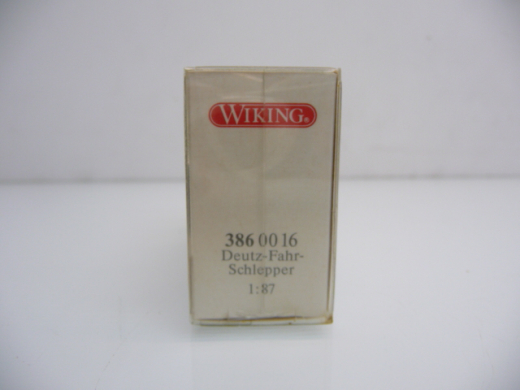 WIKING®
386 00 16
Deutz-Fahr-
Schlepper
1:87